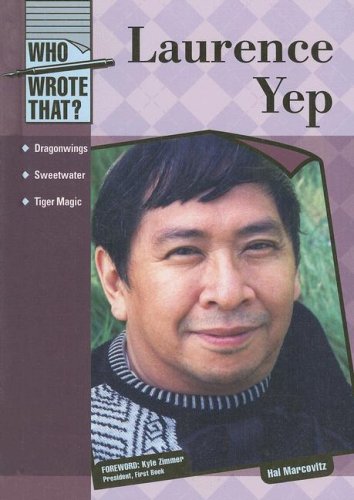 WHO
WROTE
THAT?
Laurence
Yep
Dragonwings
Sweetwater
Tiger Magic
FOREWORD: Kyle Zimmer
President, First Book
Hal Marcovitz